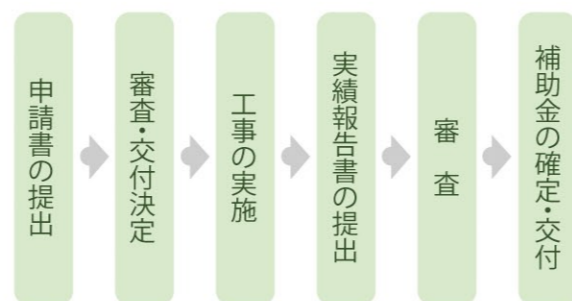 申請書の提出
審査・交付決定
工事の実施
実績報告書の提出
審査
補助金の確定・交付